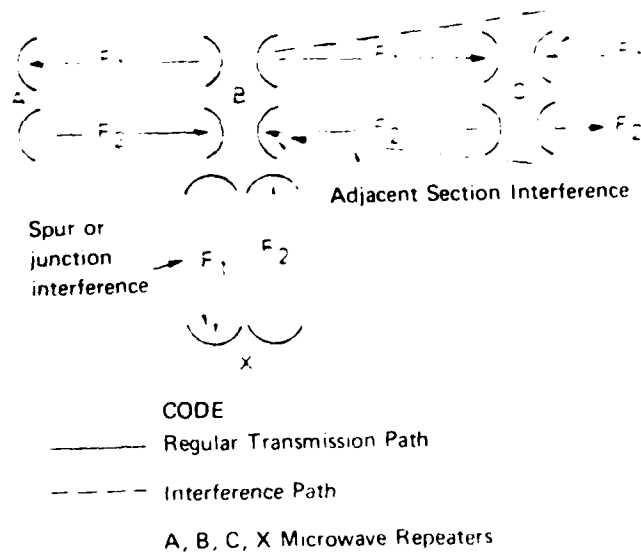 F1 F1 F1
A B C
F2 F2 F2
Adjacent Section Interference
Spur or
junction
interference
F1 F2
X
CODE
Regular Transmission Path
Interference Path
A, B, C, X Microwave Repeaters